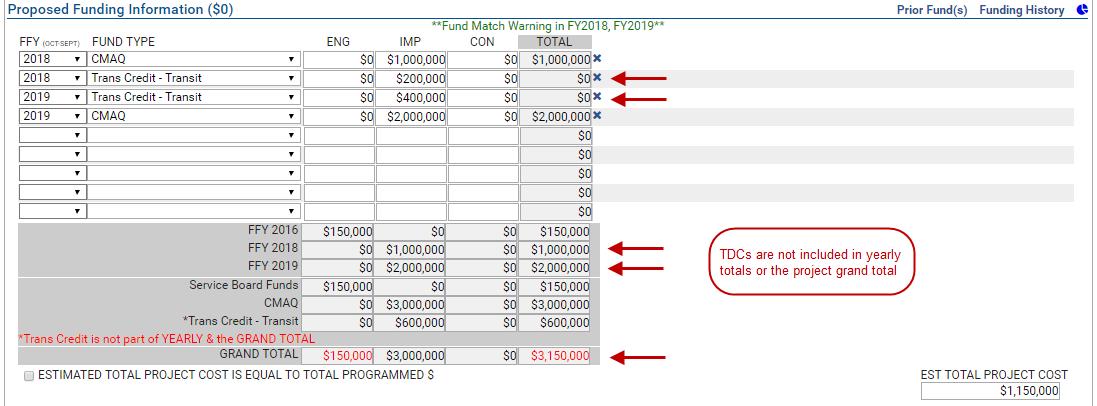 Proposed Funding Information ($0) Prior Fund(s) Funding History
**Fund Match Warning in FY2018, FY2019**
FFY (OCT-SEPT) FUND TYPE ENG IMP CON TOTAL
2018 CMAQ $0 $1,000,000 $0 $1,000,000
2018 Trans Credit - Transit $0 $200,000 $0 $0
2019 Trans Credit - Transit $0 $400,000 $0 $0
2019 CMAQ $0 $2,000,000 $0 $2,000,000
$0
$0
$0
$0
$0
FFY 2016 $150,000 $0 $0 $150,000
FFY 2018 $0 $1,000,000 $0 $1,000,000
FFY 2019 $0 $2,000,000 $0 $2,000,000
TDCs are not included in yearly
totals or the project grand total
Service Board Funds $150,000 $0 $0 $150,000
CMAQ $0 $3,000,000 $0 $3,000,000
*Trans Credit - Transit $0 $600,000 $0 $600,000
*Trans Credit is not part of YEARLY & the GRAND TOTAL
GRAND TOTAL $150,000 $3,000,000 $0 $3,150,000
ESTIMATED TOTAL PROJECT COST IS EQUAL TO TOTAL PROGRAMMED $ EST TOTAL PROJECT COST
$1,150,000